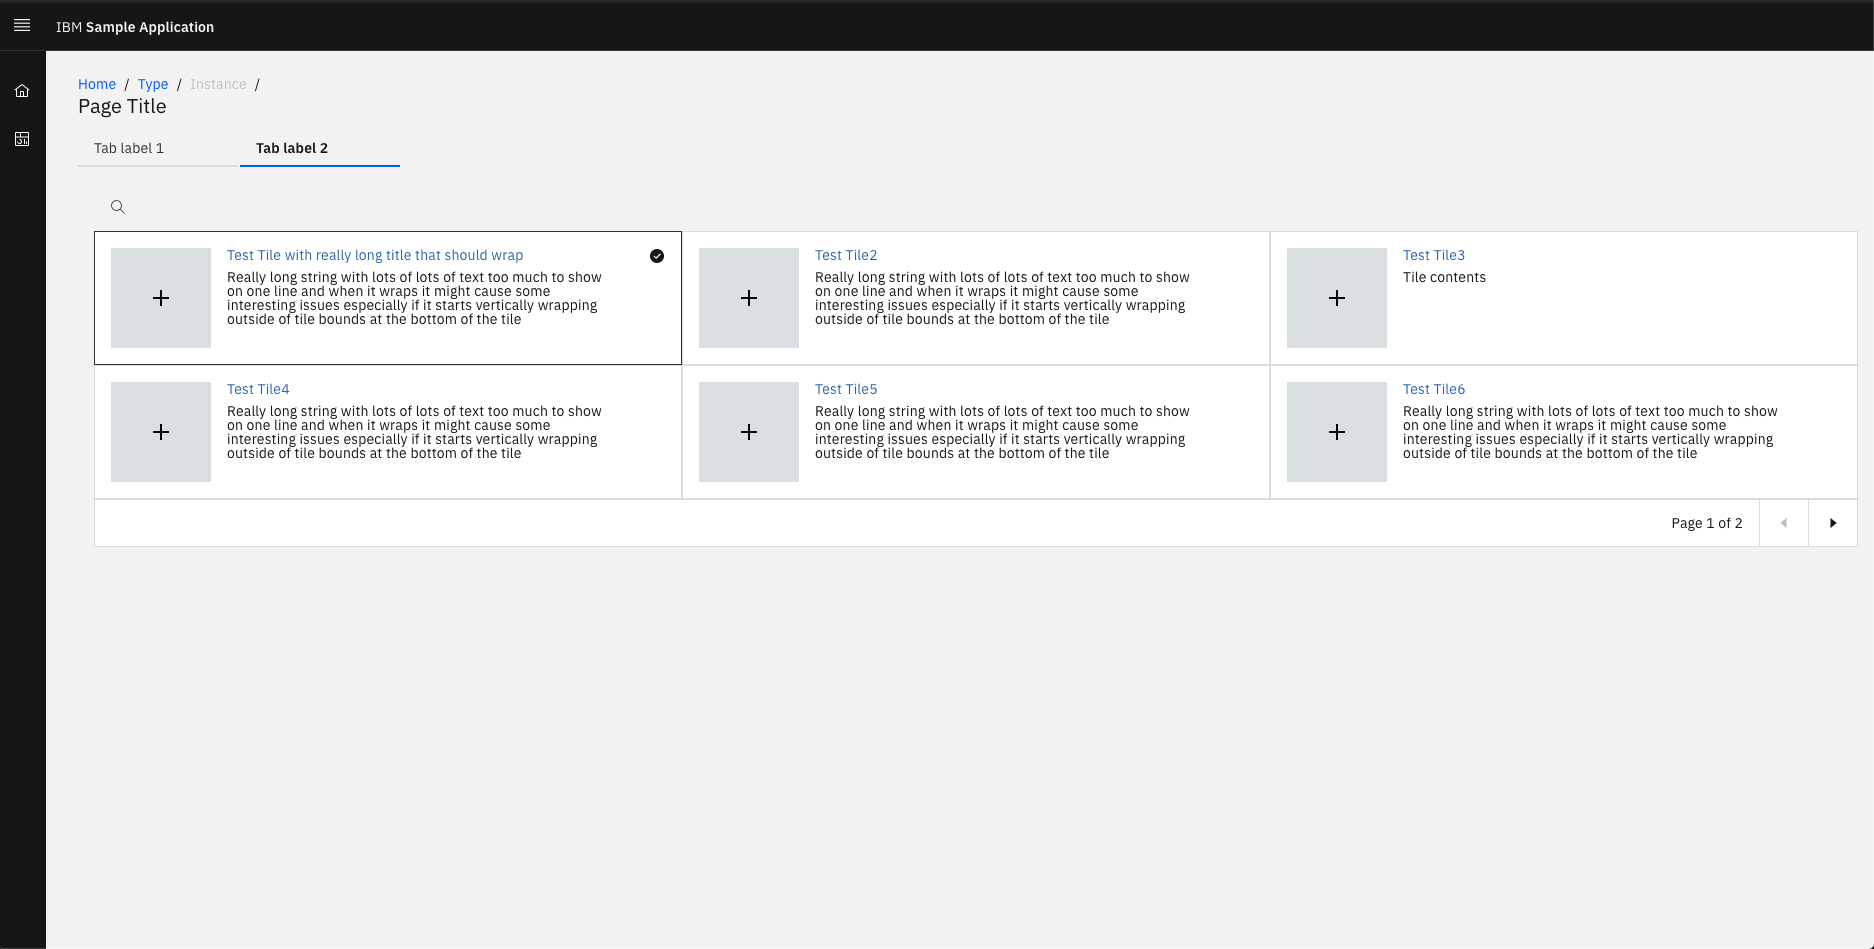 IBM Sample Application
Home / Type / Instance /
Page Title
Tab label 1
Tab label 2
Test Tile with really long title that should wrap
Really long string with lots of lots of text too much to show
on one line and when it wraps it might cause some
interesting issues especially if it starts vertically wrapping
outside of tile bounds at the bottom of the tile
Test Tile2
Really long string with lots of lots of text too much to show
on one line and when it wraps it might cause some
interesting issues especially if it starts vertically wrapping
outside of tile bounds at the bottom of the tile
Test Tile3
Tile contents
Test Tile4
Really long string with lots of lots of text too much to show
on one line and when it wraps it might cause some
interesting issues especially if it starts vertically wrapping
outside of tile bounds at the bottom of the tile
Test Tile5
Really long string with lots of lots of text too much to show
on one line and when it wraps it might cause some
interesting issues especially if it starts vertically wrapping
outside of tile bounds at the bottom of the tile
Test Tile6
Really long string with lots of lots of text too much to show
on one line and when it wraps it might cause some
interesting issues especially if it starts vertically wrapping
outside of tile bounds at the bottom of the tile
Page 1 of 2